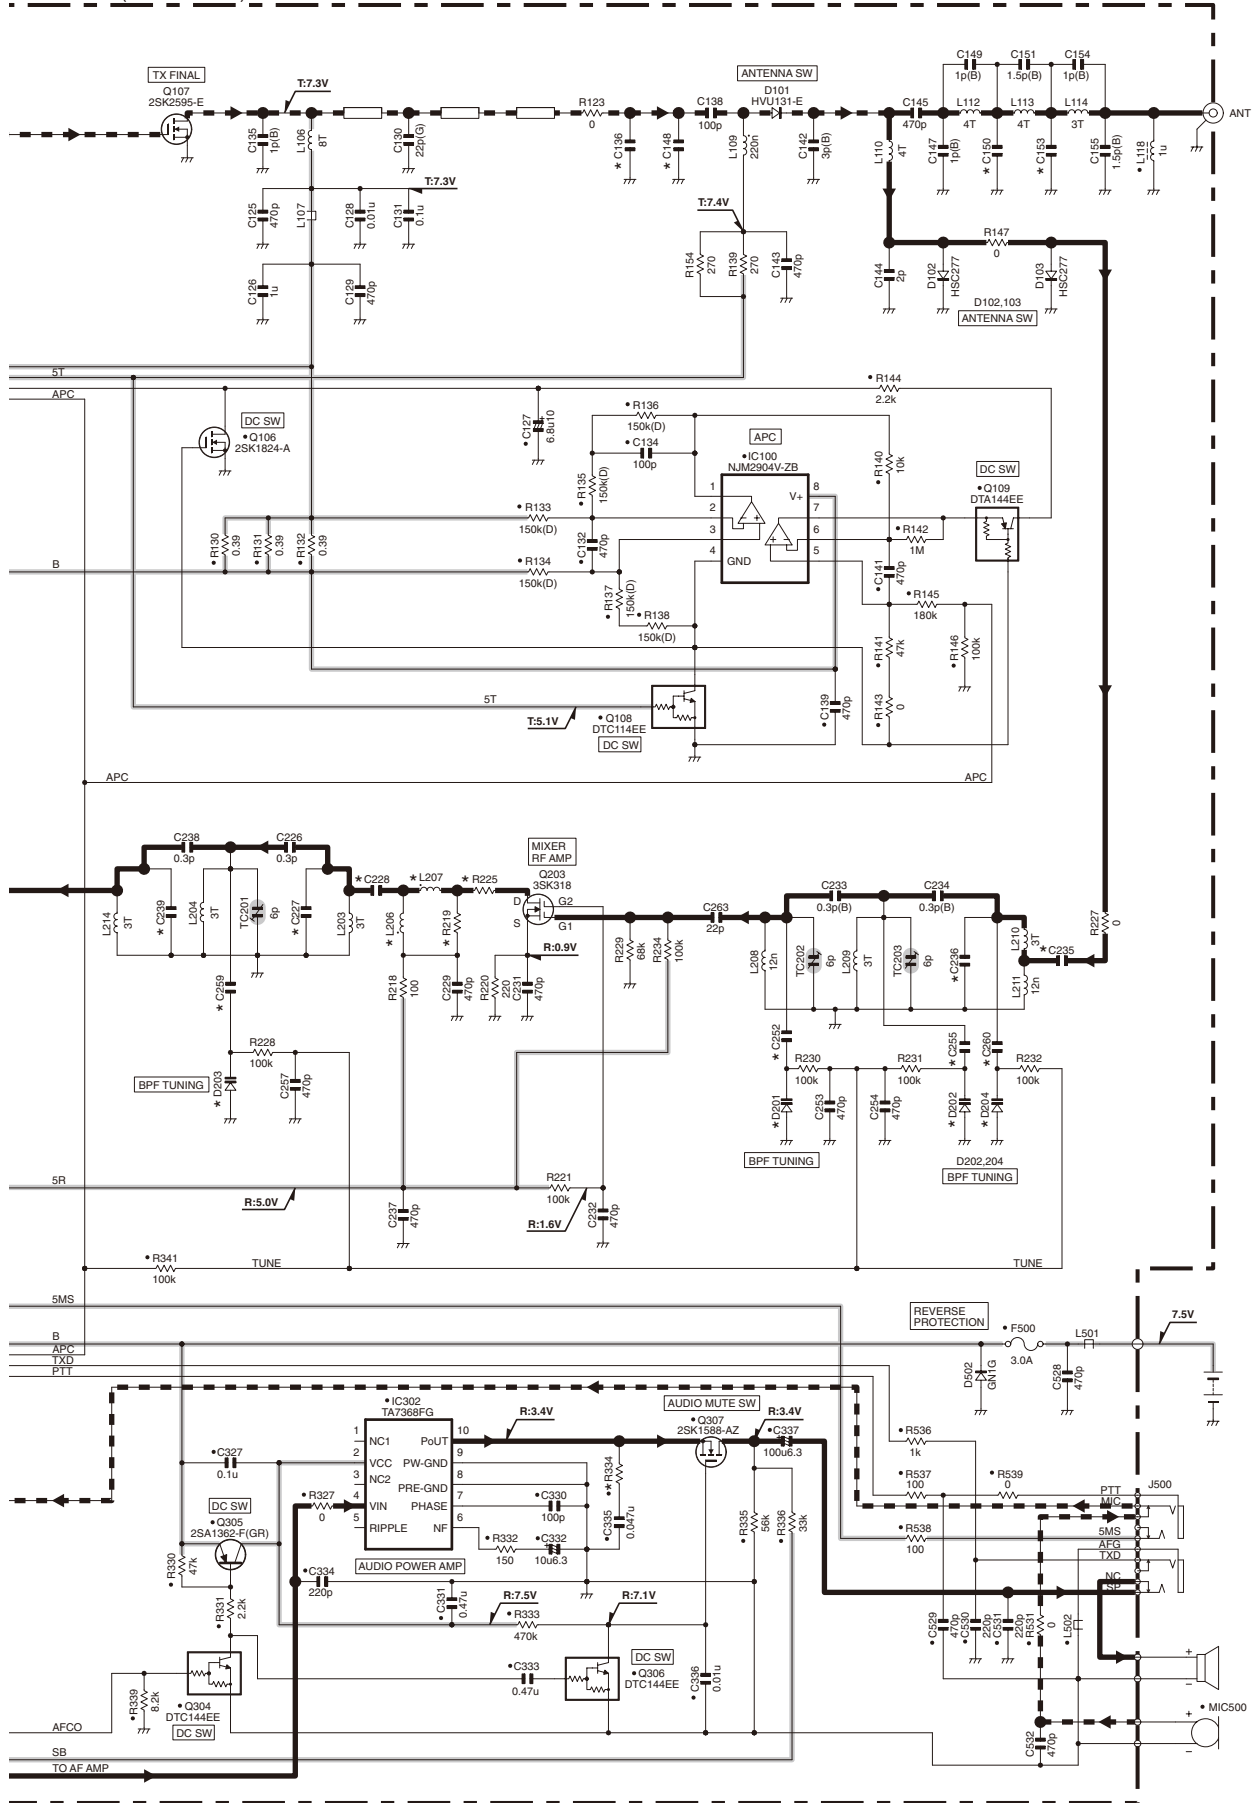 TX FINAL
Q107
2SK2595-E
T:7.3V
C135
1p(B)
L106
8T
C130
22p(G)
R123
0
* C136
* C148
C138
100p
ANTENNA SW
D101
HVU131-E
L109
220n
C142
3p(B)
C145
470p
L110
4T
C149
1p(B)
C151
1.5p(B)
C154
1p(B)
L112
4T
L113
4T
L114
3T
C147
1p(B)
* C150
* C153
C155
1.5p(B)
• L118
1u
ANT
T:7.3V
C125
470p
L107
C128
0.01u
C131
0.1u
C126
1u
C129
470p
T:7.4V
R154
270
R139
270
C143
470p
C144
2p
D102
HSC277
R147
0
D103
HSC277
D102,103
ANTENNA SW
5T
APC
DC SW
• Q106
2SK1824-A
• C127
6.8u10
• R136
150k(D)
• C134
100p
• R135
150k(D)
• R133
150k(D)
• C132
470p
• R134
150k(D)
• R137
150k(D)
• R138
150k(D)
• R130
0.39
• R131
0.39
• R132
0.39
B
APC
• IC100
NJM2904V-ZB
1
2
3
4
GND
V+
8
7
6
5
• R144
2.2k
• R140
10k
• R142
1M
• C141
470p
DC SW
• Q109
DTA144EE
• R145
180k
• R141
47k
• R146
100k
• R143
0
• C139
470p
5T
T:5.1V
• Q108
DTC114EE
DC SW
APC
APC
C238
0.3p
C226
0.3p
L214
3T
* C239
L204
3T
TC201
6p
* C227
L203
3T
* C228
* L207
* R225
* L206
* R219
MIXER
RF AMP
Q203
3SK318
D
S
G2
G1
R:0.9V
R218
100
C229
470p
R220
220
C231
470p
R229
68k
R234
100k
C263
22p
C233
0.3p(B)
C234
0.3p(B)
L208
12n
TC202
6p
L209
3T
TC203
6p
* C236
L210
3T
* C235
L211
12n
R227
0
* C259
R228
100k
BPF TUNING
* D203
C257
470p
* C252
R230
100k
R231
100k
* C255
* C260
R232
100k
* D201
C253
470p
C254
470p
* D202
* D204
BPF TUNING
D202,204
BPF TUNING
5R
R:5.0V
C237
470p
R221
100k
R:1.6V
C232
470p
• R341
100k
TUNE
TUNE
5MS
B
APC
TXD
PTT
REVERSE
PROTECTION
• F500
3.0A
L501
7.5V
D502
GN1G
C528
470p
• IC302
TA7368FG
1
2
3
4
5
NC1
VCC
NC2
VIN
RIPPLE
10
9
8
7
6
PoUT
PW-GND
PRE-GND
PHASE
NF
AUDIO POWER AMP
R:3.4V
AUDIO MUTE SW
• Q307
2SK1588-AZ
R:3.4V
• C337
100u6.3
• C327
0.1u
• R327
0
DC SW
• Q305
2SA1362-F(GR)
• R330
47k
• R331
2.2k
• C334
220p
• C330
100p
• R332
150
• C332
10u6.3
•* R334
• C335
0.047u
• R335
56k
• R336
33k
• C331
0.47u
R:7.5V
• R333
470k
R:7.1V
• C333
0.47u
DC SW
• Q306
DTC144EE
• C336
0.01u
• R339
8.2k
• Q304
DTC144EE
DC SW
AFCO
SB
TO AF AMP
• R536
1k
• R537
100
• R539
0
• R538
100
J500
PTT
MIC
5MS
AFG
TXD
NC
SP
• C529
470p
• C530
220p
• C531
220p
• R531
0
L502
+
−
• MIC500
+
−
C532
470p